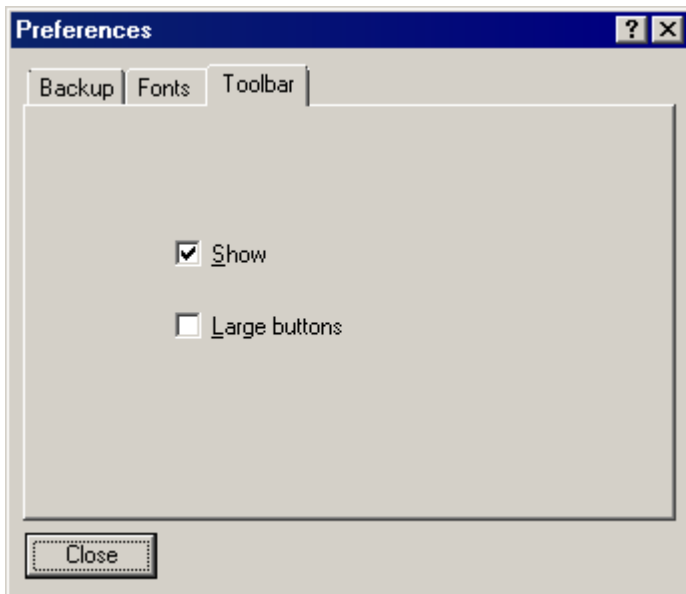 Preferences
Backup Fonts Toolbar
Show
Large buttons
Close